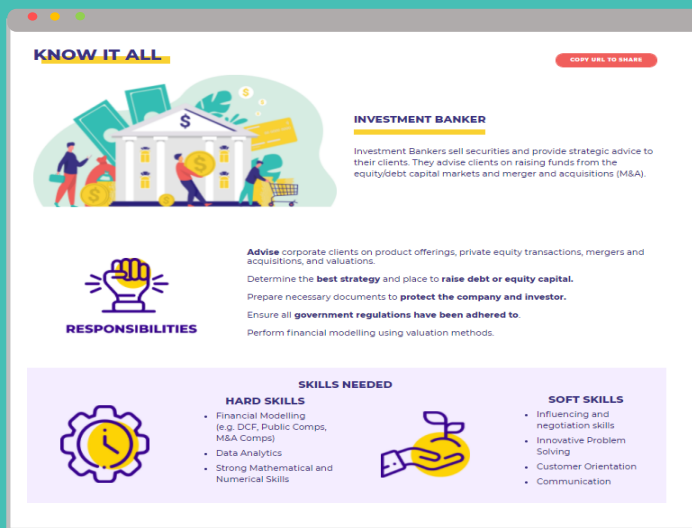 KNOW IT ALL
COPY URL TO SHARE
$
$
$
$
INVESTMENT BANKER
Investment Bankers sell securities and provide strategic advice to
their clients. They advise clients on raising funds from the
equity/debt capital markets and merger and acquisitions (M&A).
RESPONSIBILITIES
Advise corporate clients on product offerings, private equity transactions, mergers and
acquisitions, and valuations.
Determine the best strategy and place to raise debt or equity capital.
Prepare necessary documents to protect the company and investor.
Ensure all government regulations have been adhered to.
Perform financial modelling using valuation methods.
SKILLS NEEDED
HARD SKILLS
• Financial Modelling
(e.g. DCF, Public Comps,
M&A Comps)
• Data Analytics
• Strong Mathematical and
Numerical Skills
SOFT SKILLS
• Influencing and
negotiation skills
• Innovative Problem
Solving
• Customer Orientation
• Communication